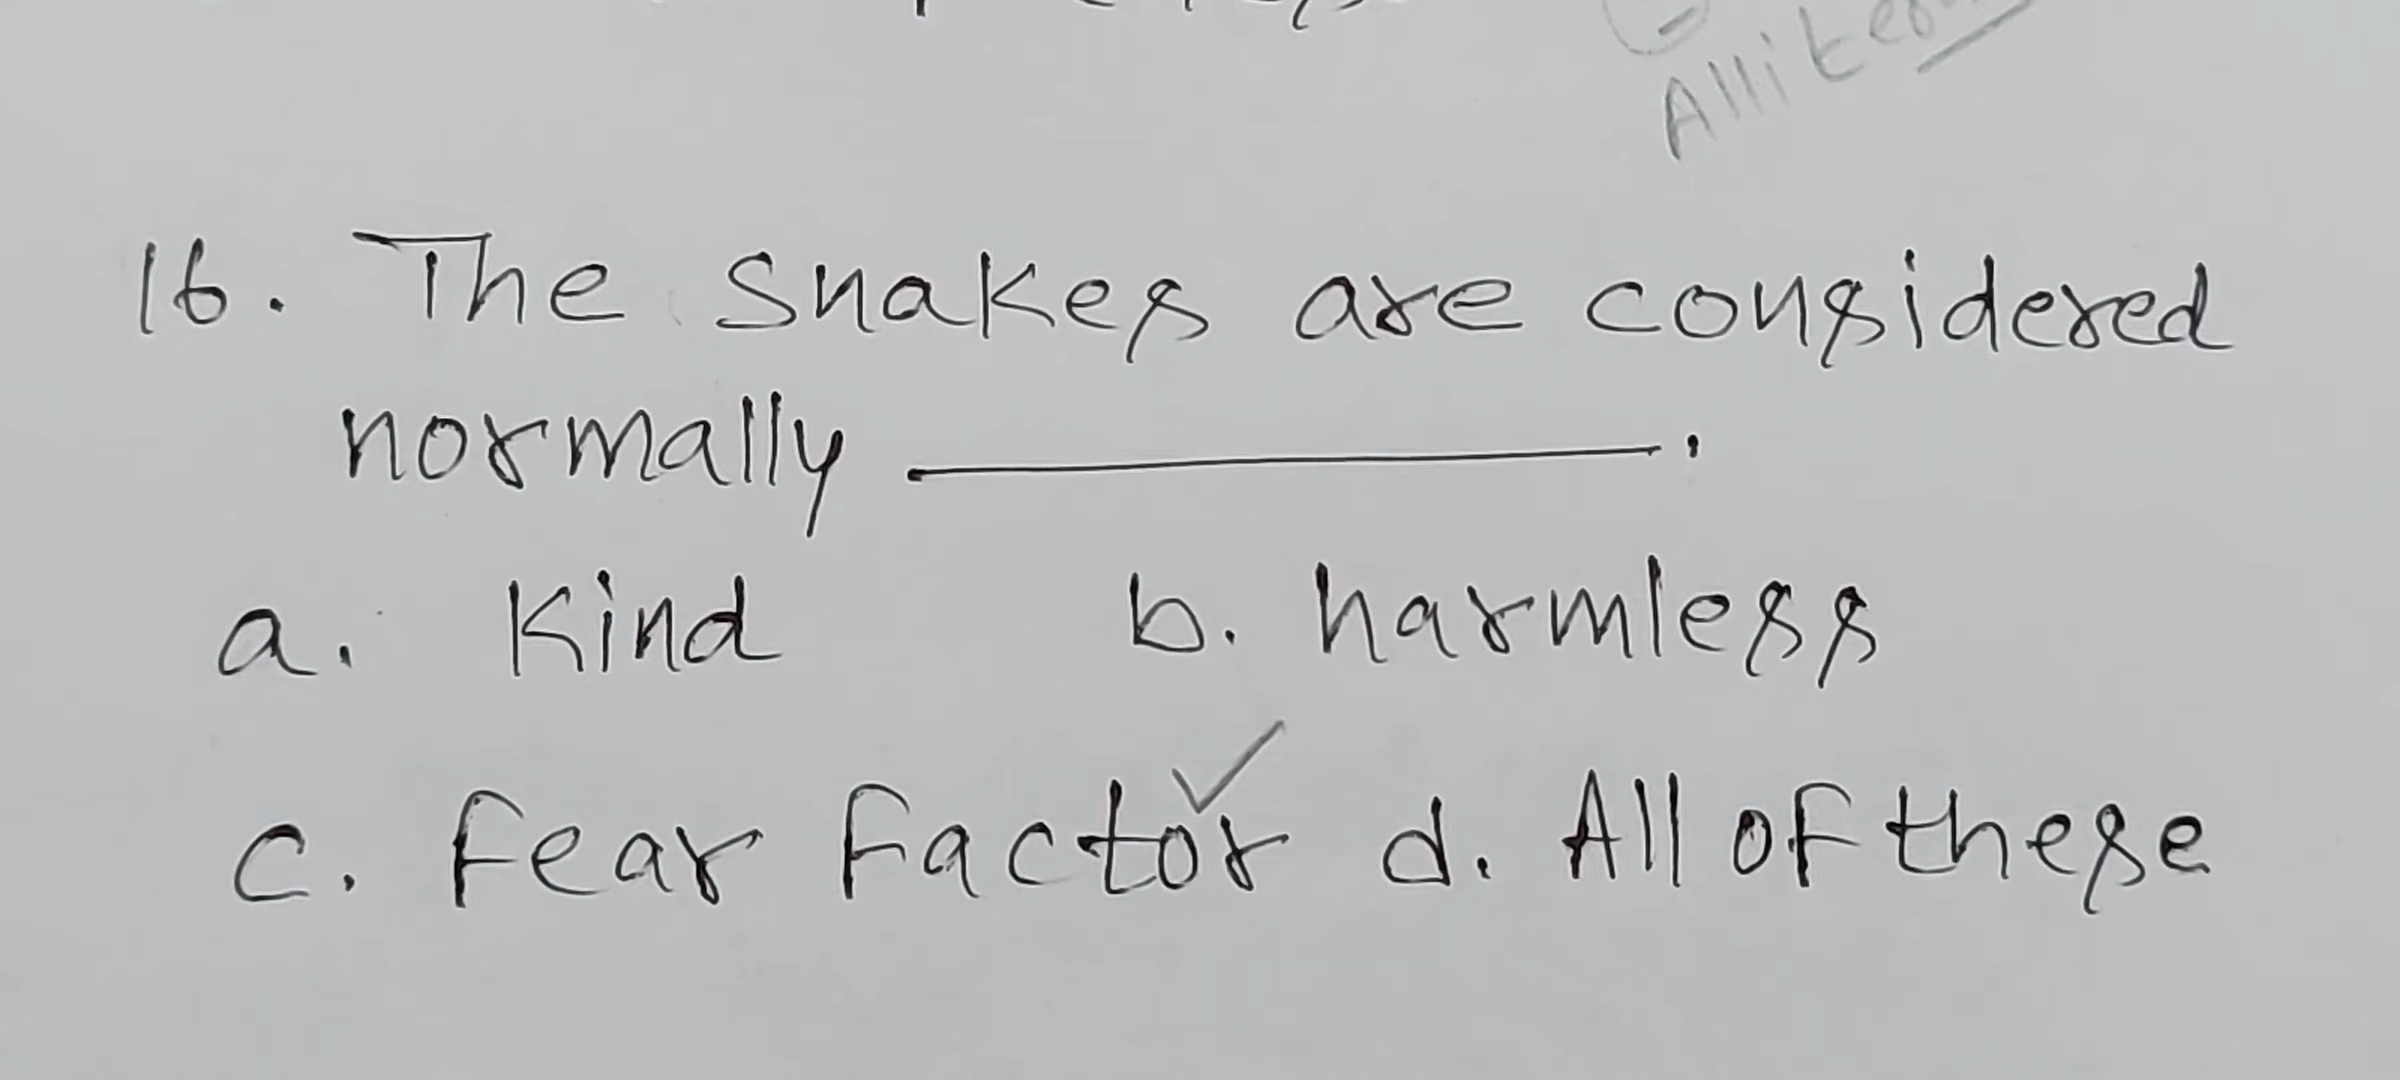 16. The snakes are considered
normally ________.
a. Kind b. harmless
c. fear factor d. All of these